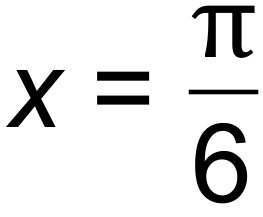 x = π/6